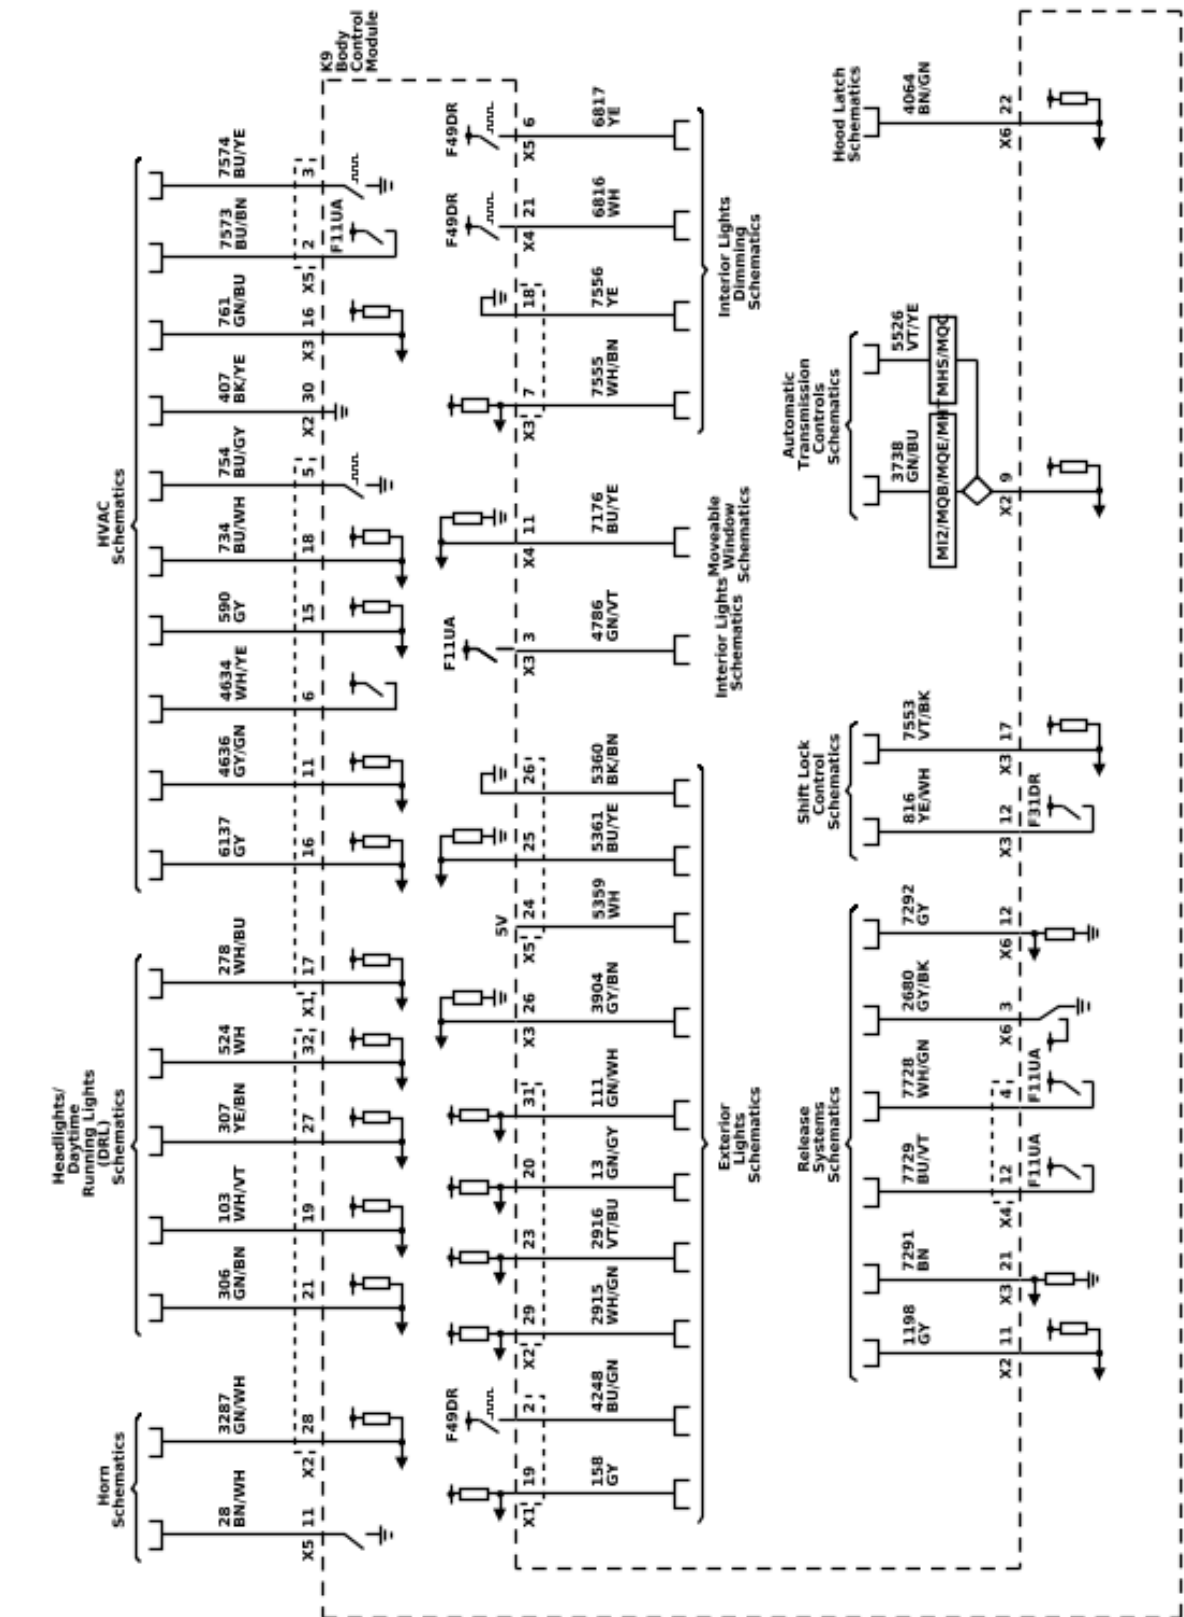 K9
Body
Control
Module
Horn
Schematics
28
BN/WH
X5
11
3287
GN/WH
X2
28
Headlights/
Daytime
Running Lights
(DRL)
Schematics
306
GN/BN
21
103
WH/VT
19
307
YE/BN
27
524
WH
32
278
WH/BU
X1
17
HVAC
Schematics
6137
GY
16
4636
GY/GN
11
4634
WH/YE
6
590
GY
15
734
BU/WH
18
754
BU/GY
5
407
BK/YE
X2
30
761
GN/BU
X3
16
7573
BU/BN
X5
2
F11UA
7574
BU/YE
3
X1
19
158
GY
F49DR
2
4248
BU/GN
X2
29
2915
WH/GN
23
2916
VT/BU
20
13
GN/GY
31
111
GN/WH
X3
26
3904
GY/BN
5V
X5
24
5359
WH
25
5361
BU/YE
26
5360
BK/BN
Exterior
Lights
Schematics
F11UA
X3
3
4786
GN/VT
Interior Lights
Schematics
X4
11
7176
BU/YE
Moveable
Window
Schematics
X3
7
7555
WH/BN
18
7556
YE
F49DR
X4
21
6816
WH
F49DR
X5
6
6817
YE
Interior Lights
Dimming
Schematics
Release
Systems
Schematics
1198
GY
X2
11
7291
BN
X3
21
7729
BU/VT
X4
12
F11UA
7728
WH/GN
4
F11UA
2680
GY/BK
X6
3
7292
GY
X6
12
Shift Lock
Control
Schematics
816
YE/WH
X3
12
F31DR
7553
VT/BK
X3
17
Automatic
Transmission
Controls
Schematics
3738
GN/BU
MI2/MQB/MQE/MHT
5526
VT/YE
MHS/MQC
X2
9
Hood Latch
Schematics
4064
BN/GN
X6
22